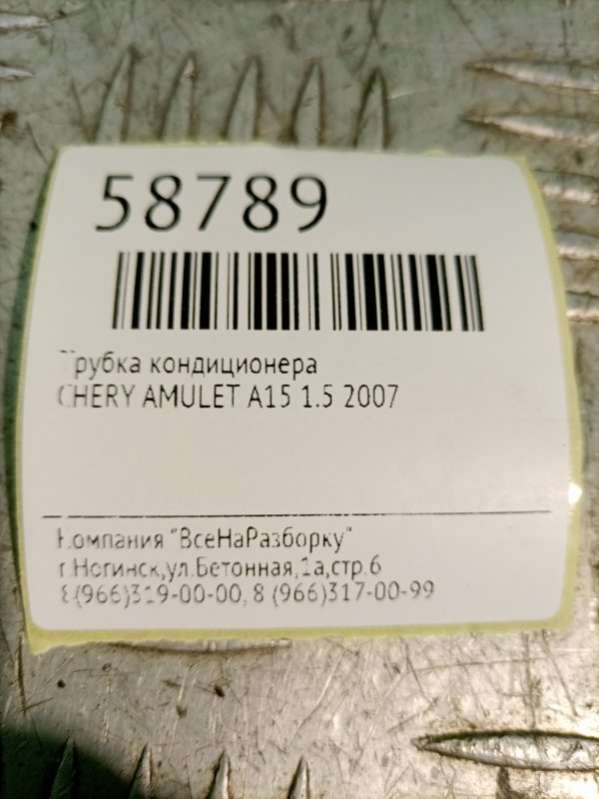 58789
Трубка кондиционера
CHERY AMULET A15 1.5 2007
Компания "ВсеНаРазборку"
г.Ногинск,ул.Бетонная,1а,стр.6
8(966)319-00-00, 8 (966)317-00-99